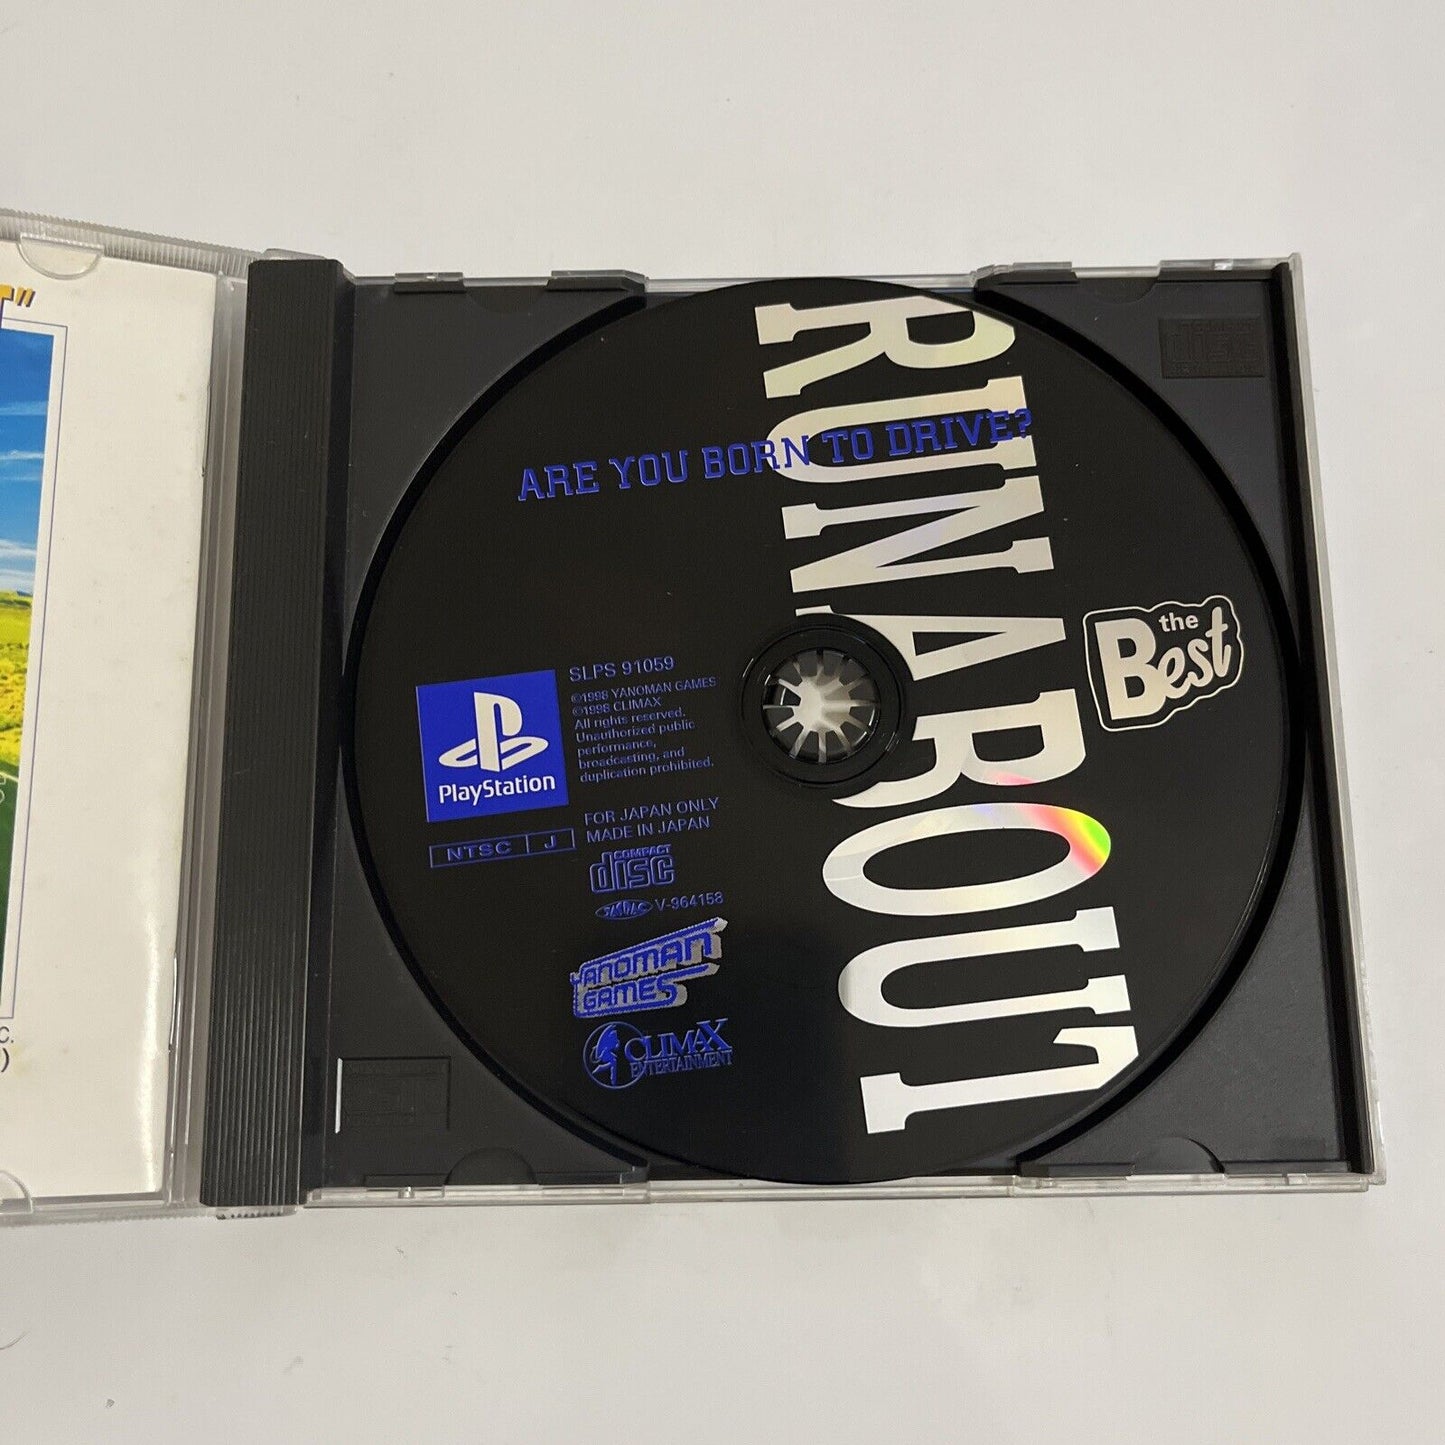 T"
C.
)
RUNABOUT
ARE YOU BORN TO DRIVE?
the
Best
SLPS 91059
©1998 YANOMAN GAMES
©1998 CLIMAX
All rights reserved.
Unauthorized public
performance,
broadcasting, and
duplication prohibited.
PlayStation
FOR JAPAN ONLY
MADE IN JAPAN
NTSC J
COMPACT
disc
V-964158
YANOMAN
GAMES
CLIMAX
ENTERTAINMENT
disc